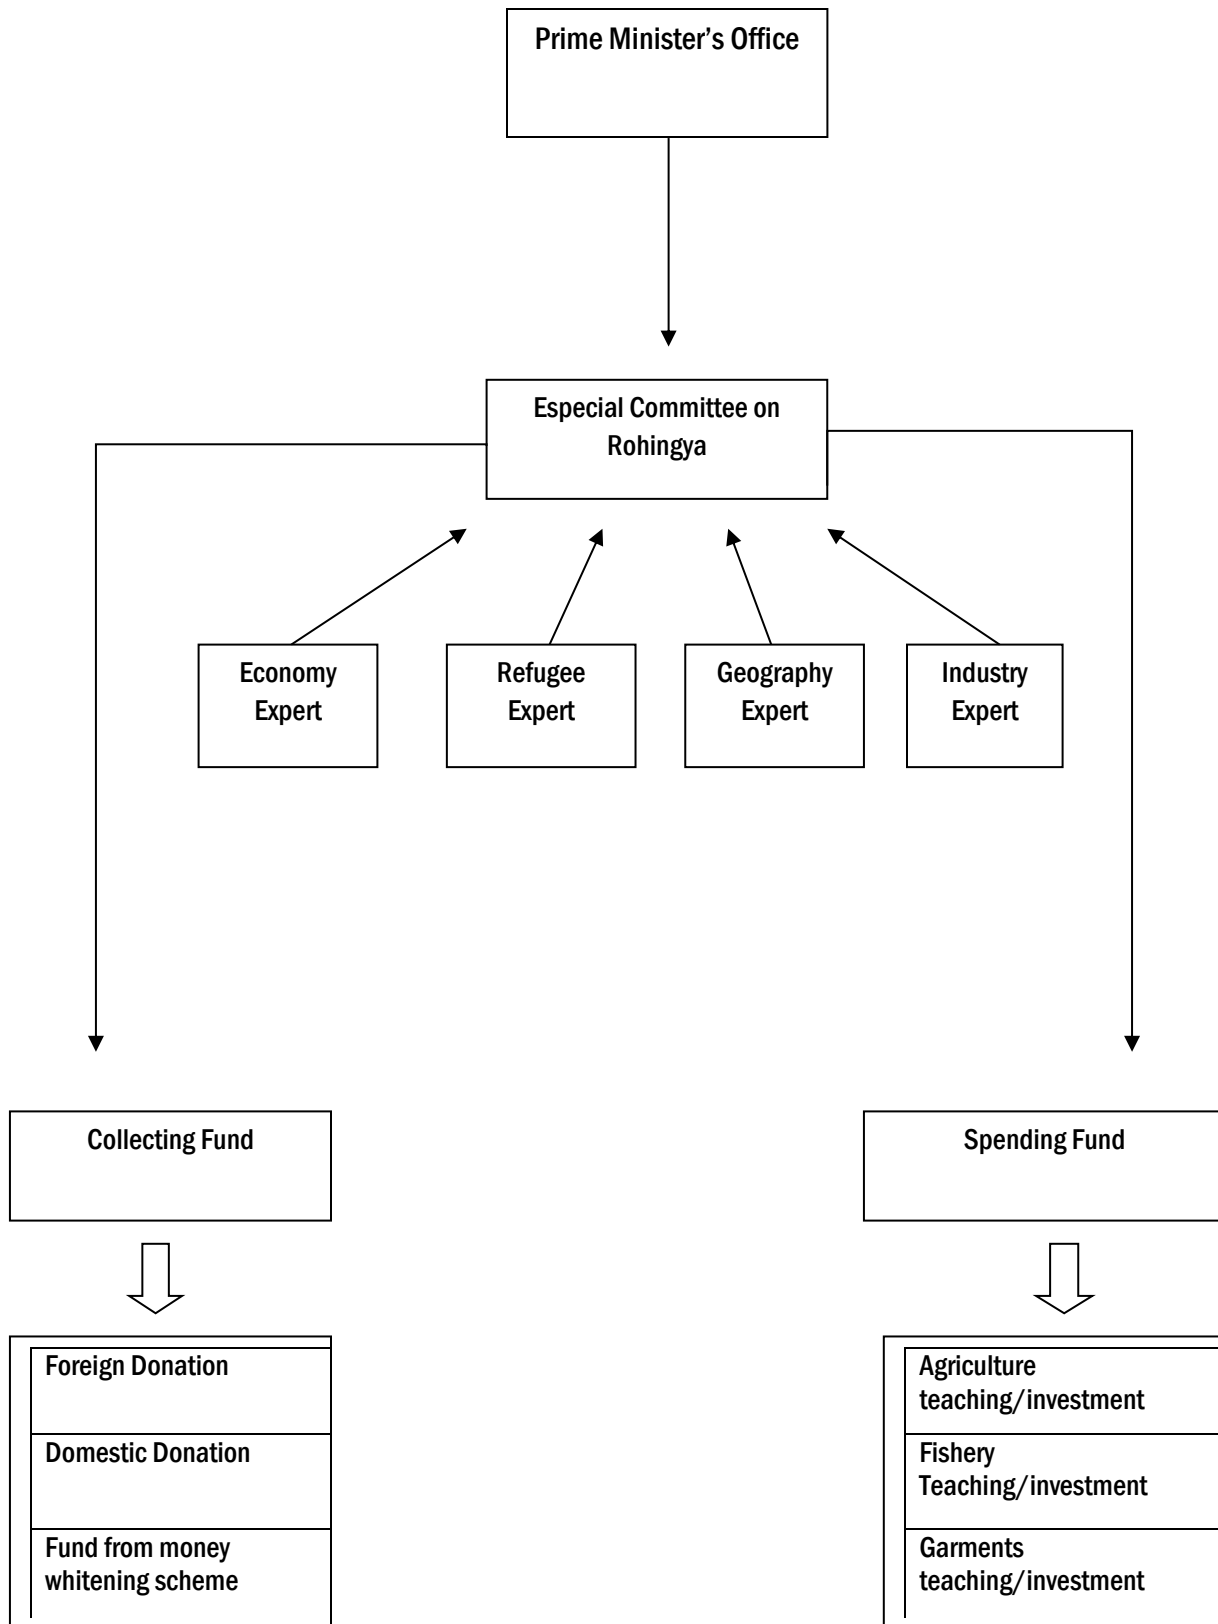 Prime Minister's Office
Especial Committee on
Rohingya
Economy
Expert
Refugee
Expert
Geography
Expert
Industry
Expert
Collecting Fund
Spending Fund
Foreign Donation
Domestic Donation
Fund from money
whitening scheme
Agriculture
teaching/investment
Fishery
Teaching/investment
Garments
teaching/investment